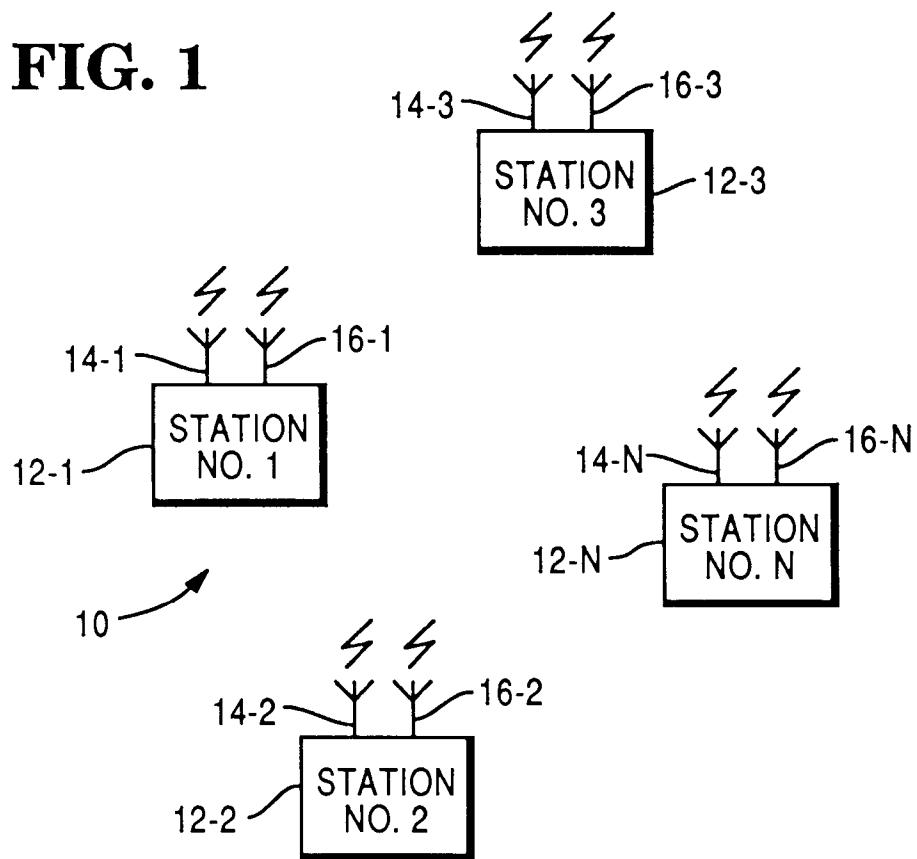 FIG. 1
14-3
16-3
STATION
NO. 3
12-3
14-1
16-1
STATION
NO. 1
12-1
14-N
16-N
STATION
NO. N
12-N
10
14-2
16-2
STATION
NO. 2
12-2